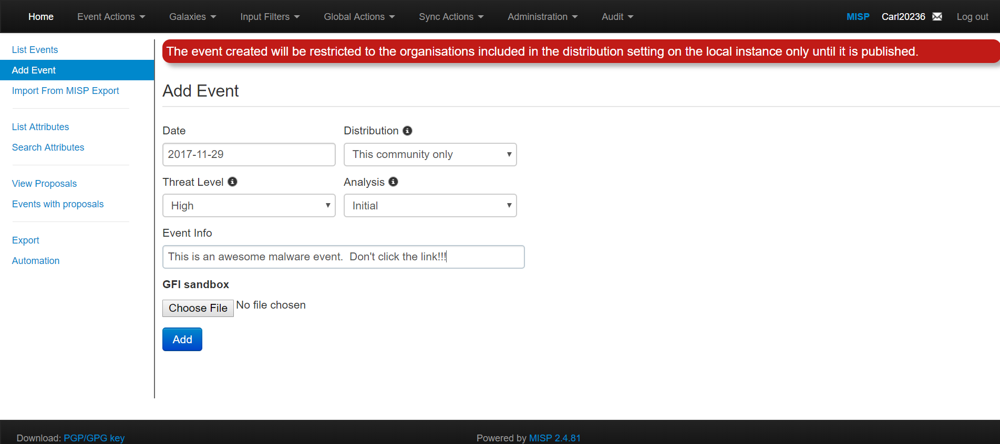 Home Event Actions Galaxies Input Filters Global Actions Sync Actions Administration Audit MISP Carl20236 Log out
List Events
Add Event
Import From MISP Export
List Attributes
Search Attributes
View Proposals
Events with proposals
Export
Automation
The event created will be restricted to the organisations included in the distribution setting on the local instance only until it is published.
Add Event
Date Distribution
2017-11-29 This community only
Threat Level Analysis
High Initial
Event Info
This is an awesome malware event.  Don't click the link!!!
GFI sandbox
Choose File No file chosen
Add
Download: PGP/GPG key Powered by MISP 2.4.81